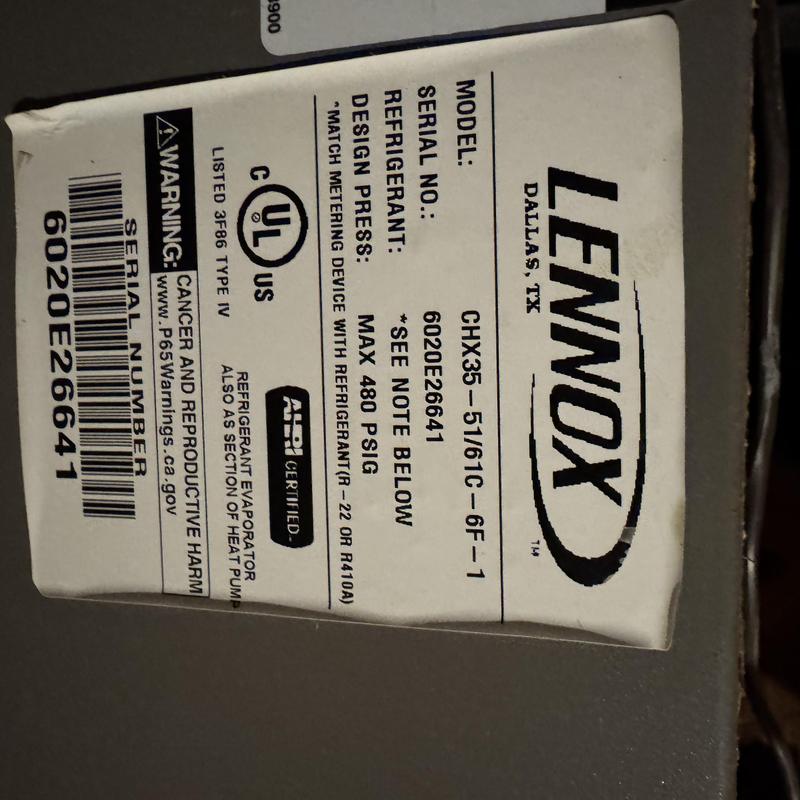 9900
LENNOX
TM
DALLAS, TX
MODEL: CHX35-51/61C-6F-1
SERIAL NO.: 6020E26641
REFRIGERANT: *SEE NOTE BELOW
DESIGN PRESS: MAX 480 PSIG
*MATCH METERING DEVICE WITH REFRIGERANT(R-22 OR R410A)
C UL US
LISTED 3F86 TYPE IV
AHRI CERTIFIED
REFRIGERANT EVAPORATOR
ALSO AS SECTION OF HEAT PUMP
WARNING: CANCER AND REPRODUCTIVE HARM
www.P65Warnings.ca.gov
SERIAL NUMBER
6020E26641